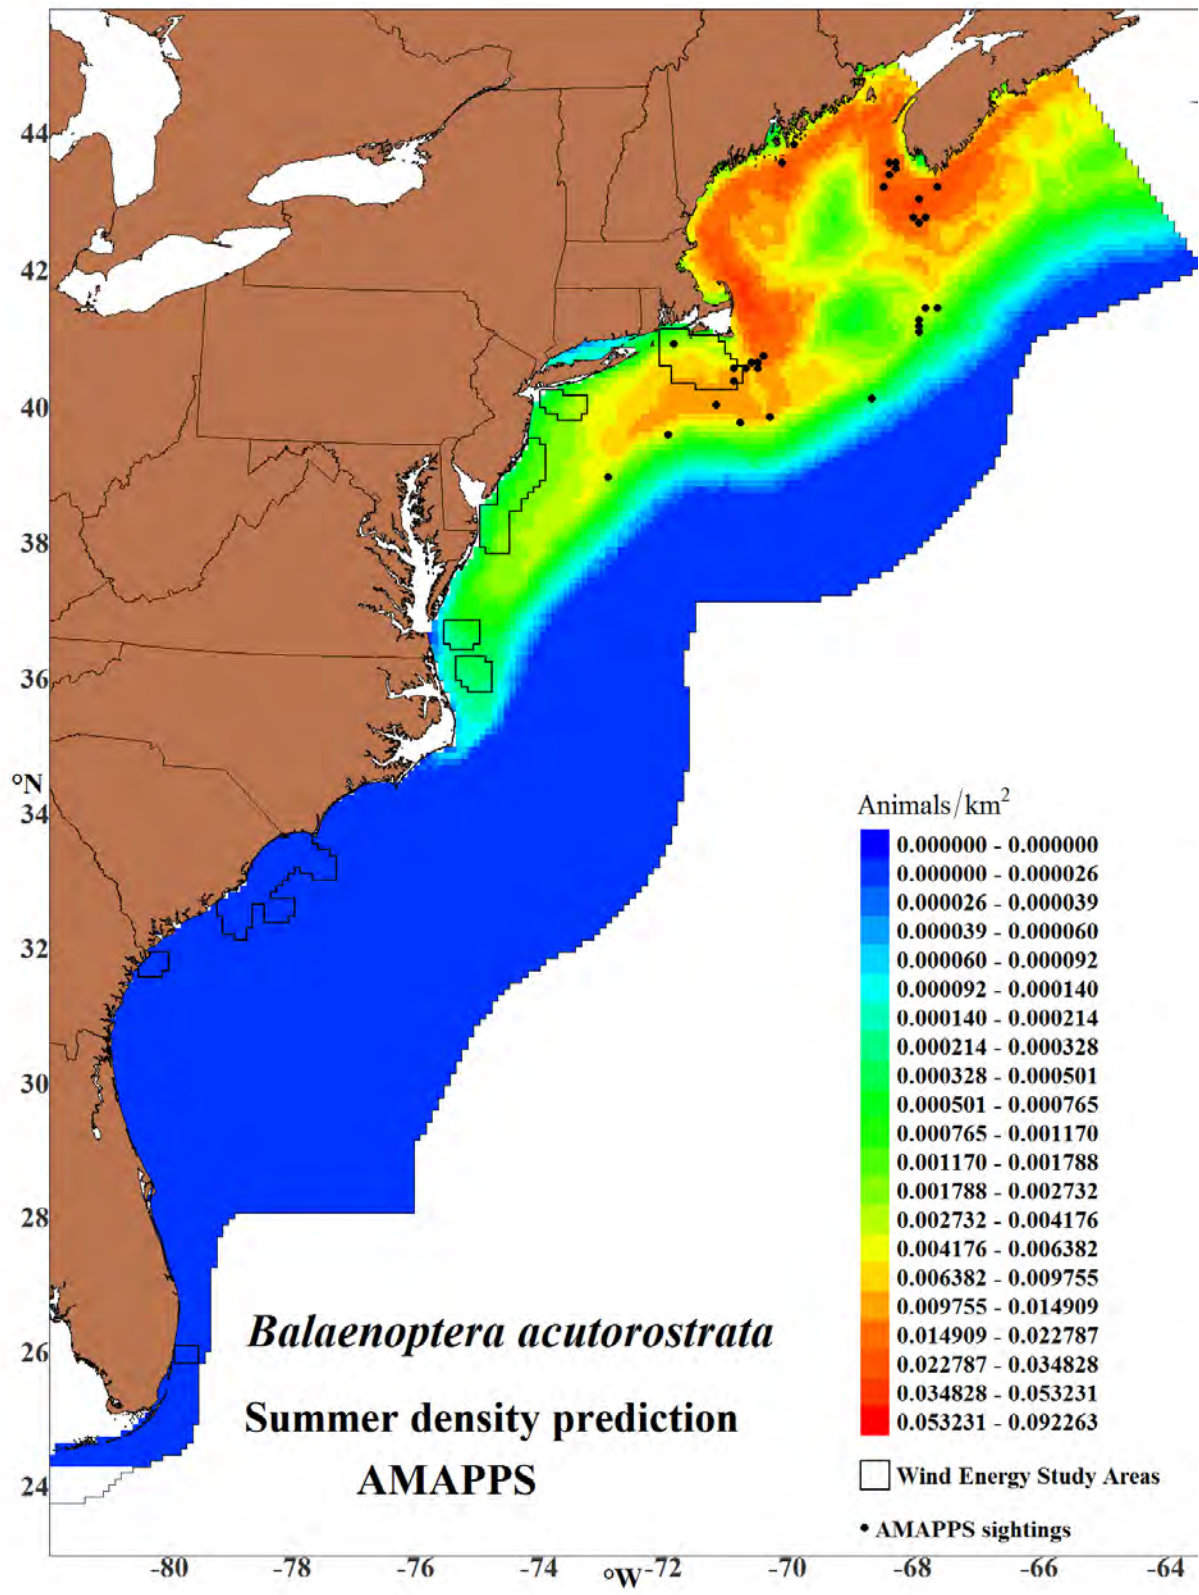 44
42
40
38
36
°N
34
32
30
28
26
24
Animals/km²
0.000000 - 0.000000
0.000000 - 0.000026
0.000026 - 0.000039
0.000039 - 0.000060
0.000060 - 0.000092
0.000092 - 0.000140
0.000140 - 0.000214
0.000214 - 0.000328
0.000328 - 0.000501
0.000501 - 0.000765
0.000765 - 0.001170
0.001170 - 0.001788
0.001788 - 0.002732
0.002732 - 0.004176
0.004176 - 0.006382
0.006382 - 0.009755
0.009755 - 0.014909
0.014909 - 0.022787
0.022787 - 0.034828
0.034828 - 0.053231
0.053231 - 0.092263
Wind Energy Study Areas
AMAPPS sightings
Balaenoptera acutorostrata
Summer density prediction
AMAPPS
-80 -78 -76 -74 °W -72 -70 -68 -66 -64